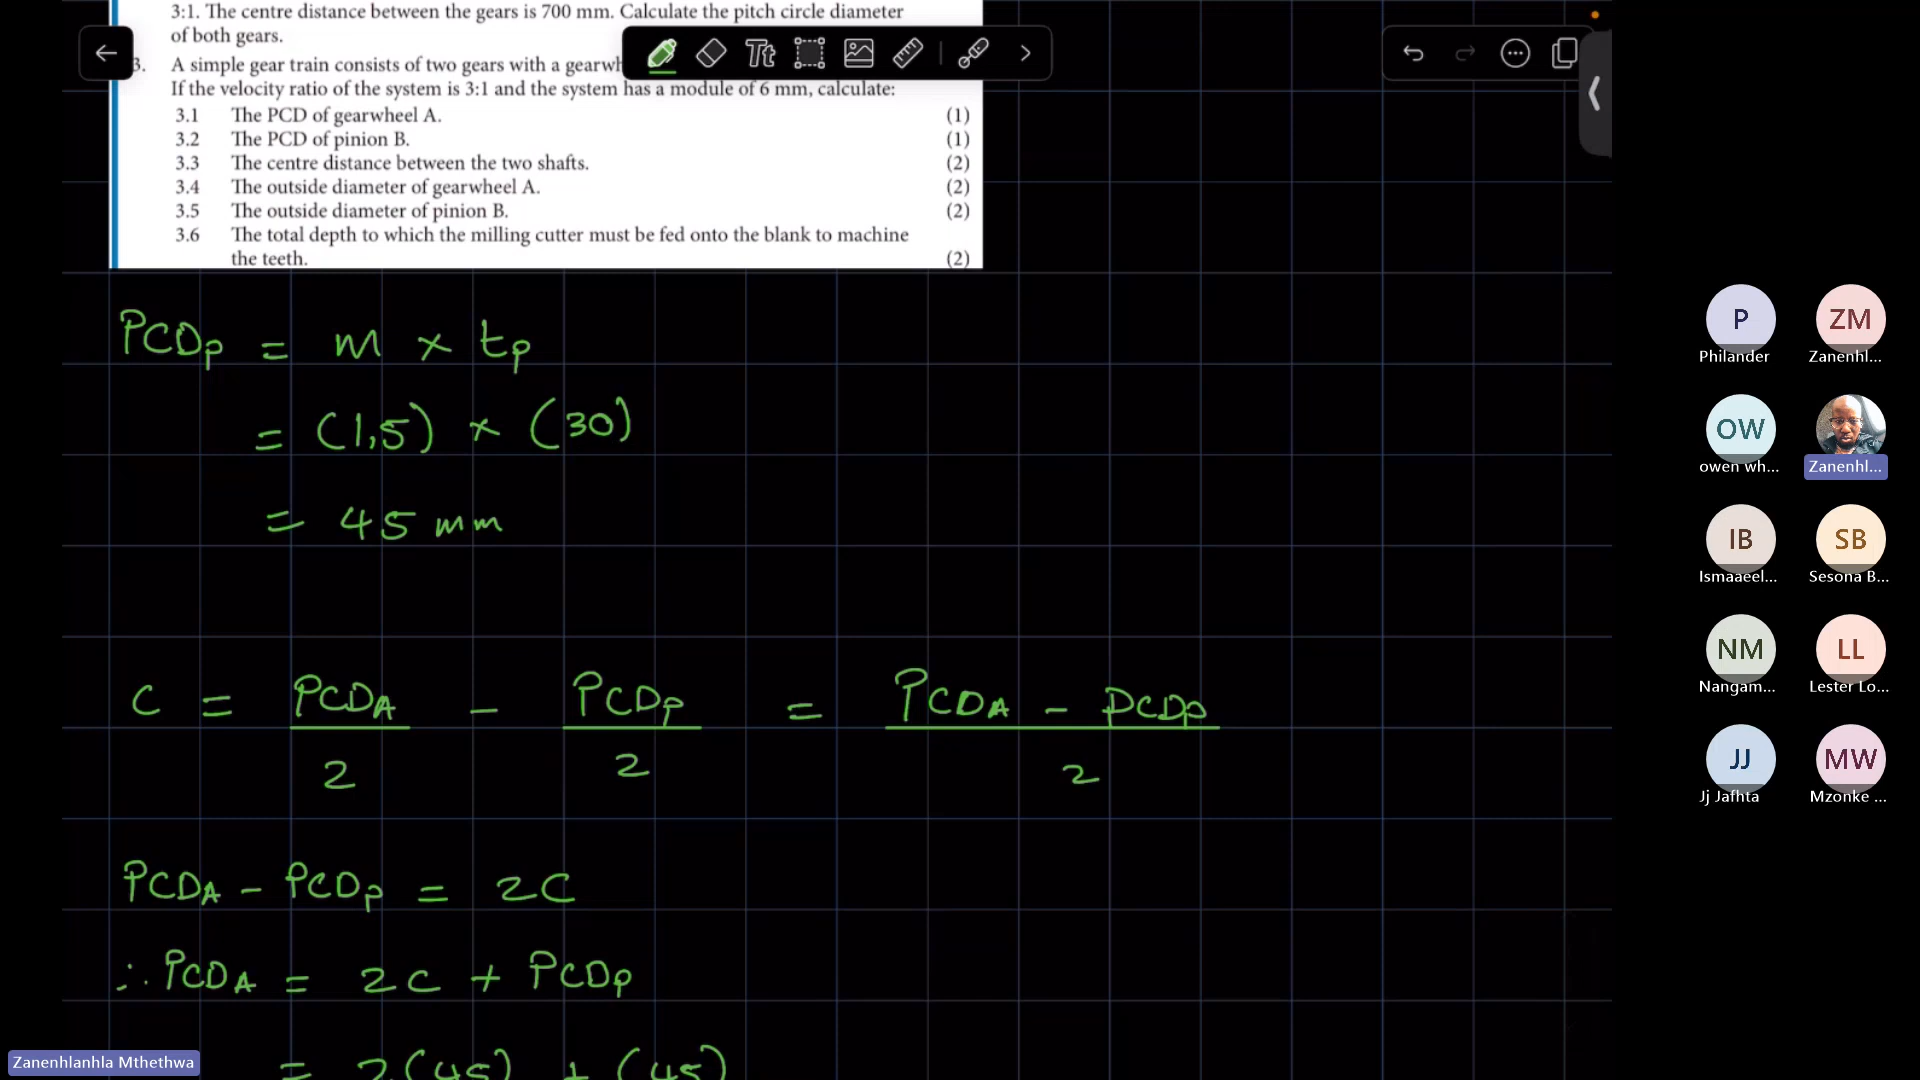 3:1. The centre distance between the gears is 700 mm. Calculate the pitch circle diameter
of both gears.
3. A simple gear train consists of two gears with a gearwh
If the velocity ratio of the system is 3:1 and the system has a module of 6 mm, calculate:
3.1 The PCD of gearwheel A. (1)
3.2 The PCD of pinion B. (1)
3.3 The centre distance between the two shafts. (2)
3.4 The outside diameter of gearwheel A. (2)
3.5 The outside diameter of pinion B. (2)
3.6 The total depth to which the milling cutter must be fed onto the blank to machine
the teeth. (2)
Tt
PCDp = m × tp
= (1,5) × (30)
= 45 mm
C = PCDA/2 - PCDp/2 = PCDA - PCDp/2
PCDA - PCDp = 2C
∴ PCDA = 2C + PCDp
= 2(45) + (45)
P ZM
Philander Zanenhl...
OW
owen wh... Zanenhl...
IB SB
Ismaaeel... Sesona B...
NM LL
Nangam... Lester Lo...
JJ MW
Jj Jafhta Mzonke ...
Zanenhlanhla Mthethwa